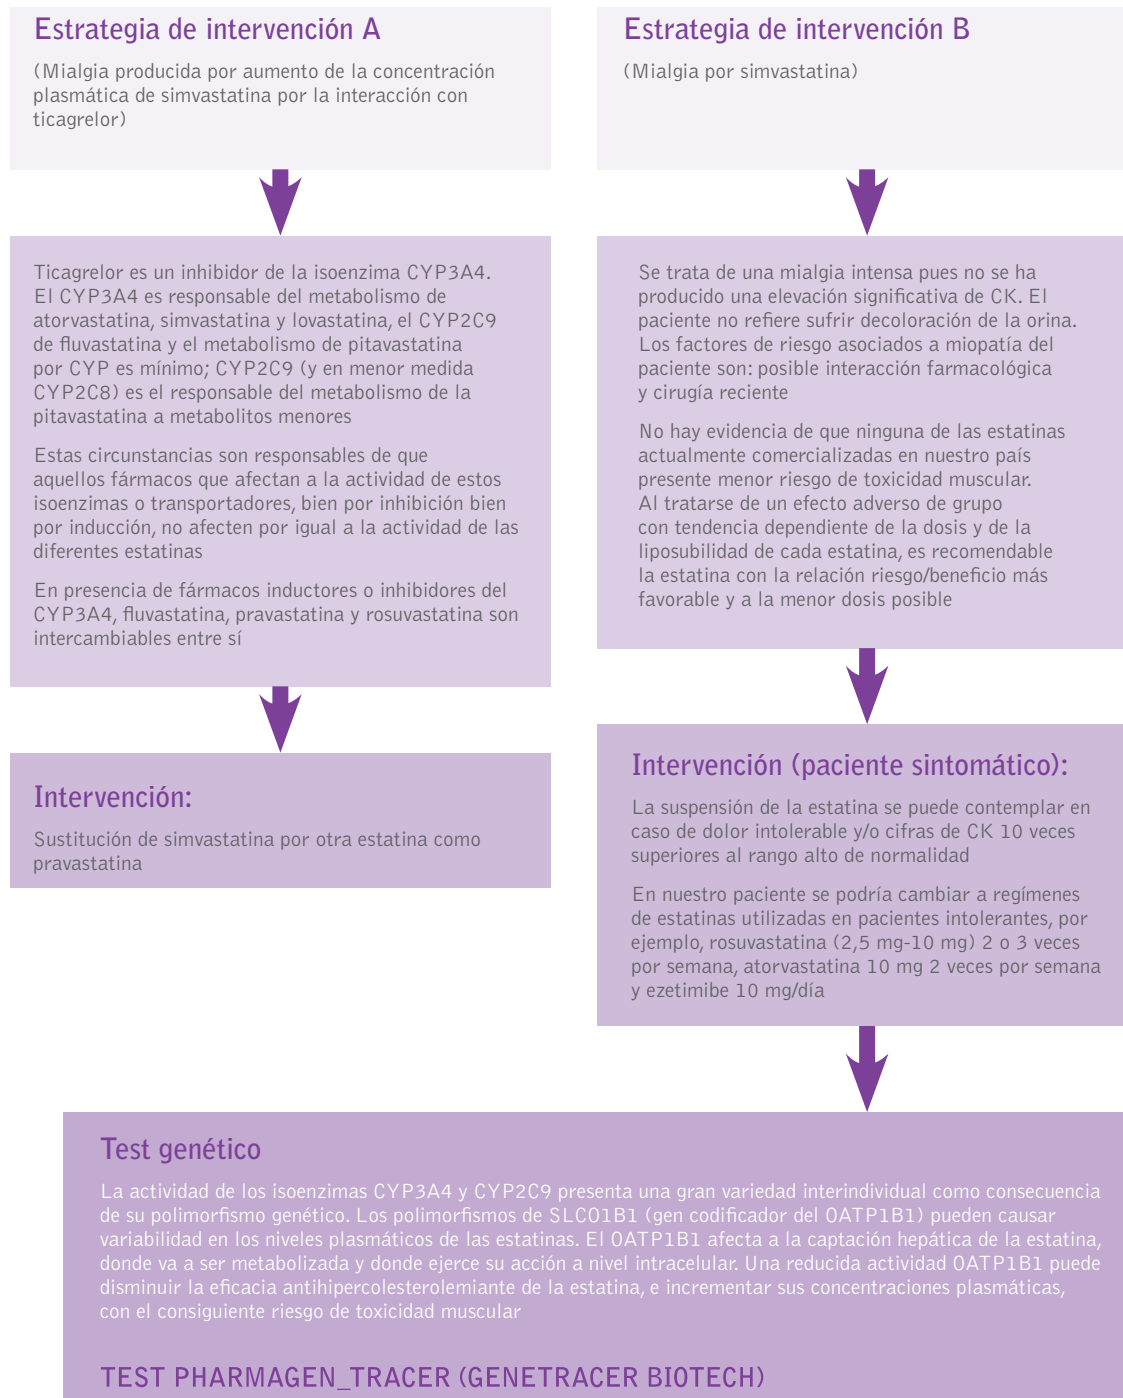 Estrategia de intervención A
(Mialgia producida por aumento de la concentración
plasmática de simvastatina por la interacción con
ticagrelor)
Ticagrelor es un inhibidor de la isoenzima CYP3A4.
El CYP3A4 es responsable del metabolismo de
atorvastatina, simvastatina y lovastatina, el CYP2C9
de fluvastatina y el metabolismo de pitavastatina
por CYP es mínimo; CYP2C9 (y en menor medida
CYP2C8) es el responsable del metabolismo de la
pitavastatina a metabolitos menores
Estas circunstancias son responsables de que
aquellos fármacos que afectan a la actividad de estos
isoenzimas o transportadores, bien por inhibición bien
por inducción, no afecten por igual a la actividad de las
diferentes estatinas
En presencia de fármacos inductores o inhibidores del
CYP3A4, fluvastatina, pravastatina y rosuvastatina son
intercambiables entre sí
Intervención:
Sustitución de simvastatina por otra estatina como
pravastatina
Estrategia de intervención B
(Mialgia por simvastatina)
Se trata de una mialgia intensa pues no se ha
producido una elevación significativa de CK. El
paciente no refiere sufrir decoloración de la orina.
Los factores de riesgo asociados a miopatía del
paciente son: posible interacción farmacológica
y cirugía reciente
No hay evidencia de que ninguna de las estatinas
actualmente comercializadas en nuestro país
presente menor riesgo de toxicidad muscular.
Al tratarse de un efecto adverso de grupo
con tendencia dependiente de la dosis y de la
liposubilidad de cada estatina, es recomendable
la estatina con la relación riesgo/beneficio más
favorable y a la menor dosis posible
Intervención (paciente sintomático):
La suspensión de la estatina se puede contemplar en
caso de dolor intolerable y/o cifras de CK 10 veces
superiores al rango alto de normalidad
En nuestro paciente se podría cambiar a regímenes
de estatinas utilizadas en pacientes intolerantes, por
ejemplo, rosuvastatina (2,5 mg-10 mg) 2 o 3 veces
por semana, atorvastatina 10 mg 2 veces por semana
y ezetimibe 10 mg/día
Test genético
La actividad de los isoenzimas CYP3A4 y CYP2C9 presenta una gran variedad interindividual como consecuencia
de su polimorfismo genético. Los polimorfismos de SLCO1B1 (gen codificador del OATP1B1) pueden causar
variabilidad en los niveles plasmáticos de las estatinas. El OATP1B1 afecta a la captación hepática de la estatina,
donde va a ser metabolizada y donde ejerce su acción a nivel intracelular. Una reducida actividad OATP1B1 puede
disminuir la eficacia antihipercolesterolemiante de la estatina, e incrementar sus concentraciones plasmáticas,
con el consiguiente riesgo de toxicidad muscular
TEST PHARMAGEN_TRACER (GENETRACER BIOTECH)